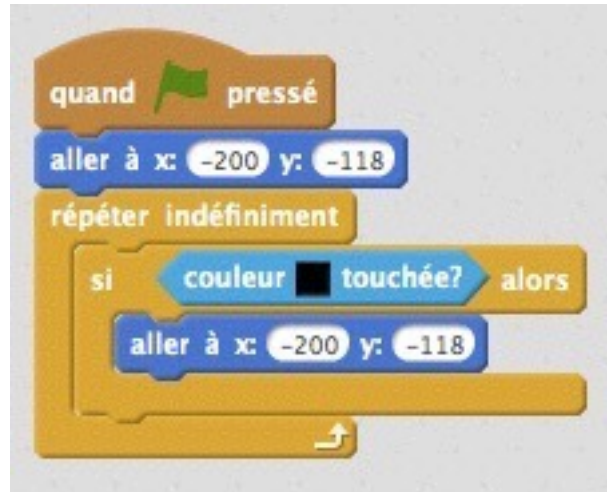 quand pressé
aller à x: -200 y: -118
répéter indéfiniment
si couleur touchée? alors
aller à x: -200 y: -118